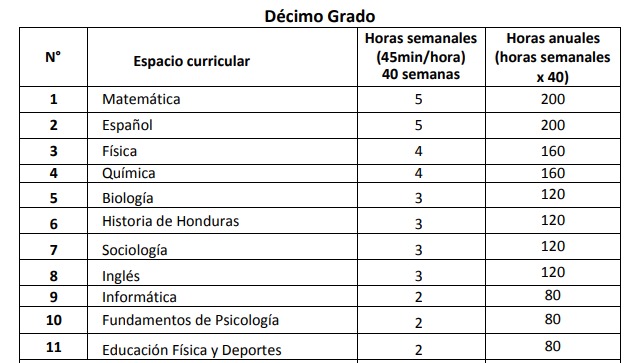 Décimo Grado
N° Espacio curricular Horas semanales (45min/hora) 40 semanas Horas anuales (horas semanales x 40)
1 Matemática 5 200
2 Español 5 200
3 Física 4 160
4 Química 4 160
5 Biología 3 120
6 Historia de Honduras 3 120
7 Sociología 3 120
8 Inglés 3 120
9 Informática 2 80
10 Fundamentos de Psicología 2 80
11 Educación Física y Deportes 2 80